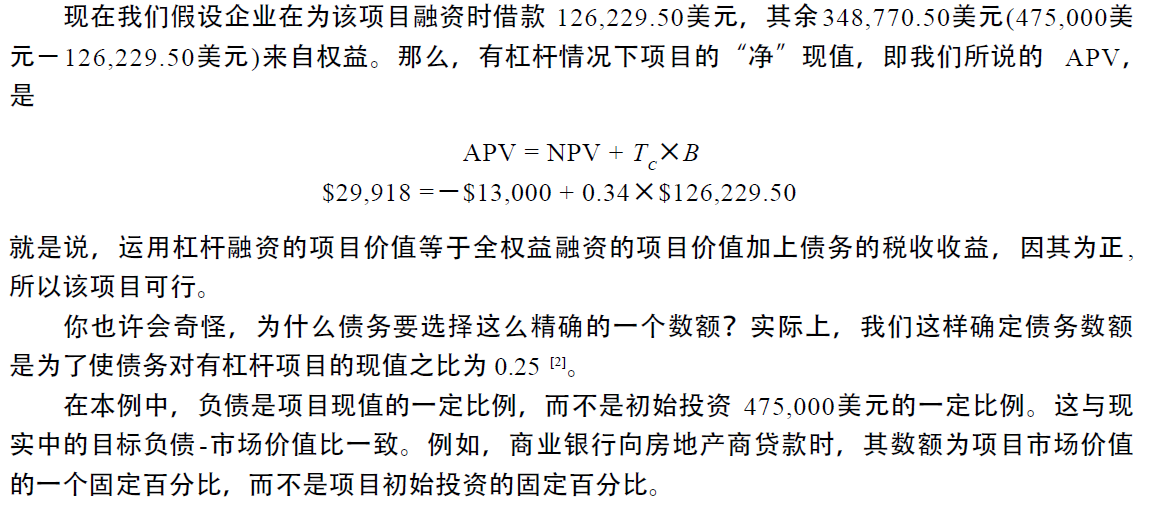 现在我们假设企业在为该项目融资时借款 126,229.50美元，其余348,770.50美元(475,000美
元－126,229.50美元)来自权益。那么，有杠杆情况下项目的“净”现值，即我们所说的 APV，
是
APV = NPV + Tc×B
$29,918 =－$13,000 + 0.34×$126,229.50
就是说，运用杠杆融资的项目价值等于全权益融资的项目价值加上债务的税收收益，因其为正，
所以该项目可行。
你也许会奇怪，为什么债务要选择这么精确的一个数额？实际上，我们这样确定债务数额
是为了使债务对有杠杆项目的现值之比为 0.25 [2]。
在本例中，负债是项目现值的一定比例，而不是初始投资 475,000美元的一定比例。这与现
实中的目标负债-市场价值比一致。例如，商业银行向房地产商贷款时，其数额为项目市场价值
的一个固定百分比，而不是项目初始投资的固定百分比。